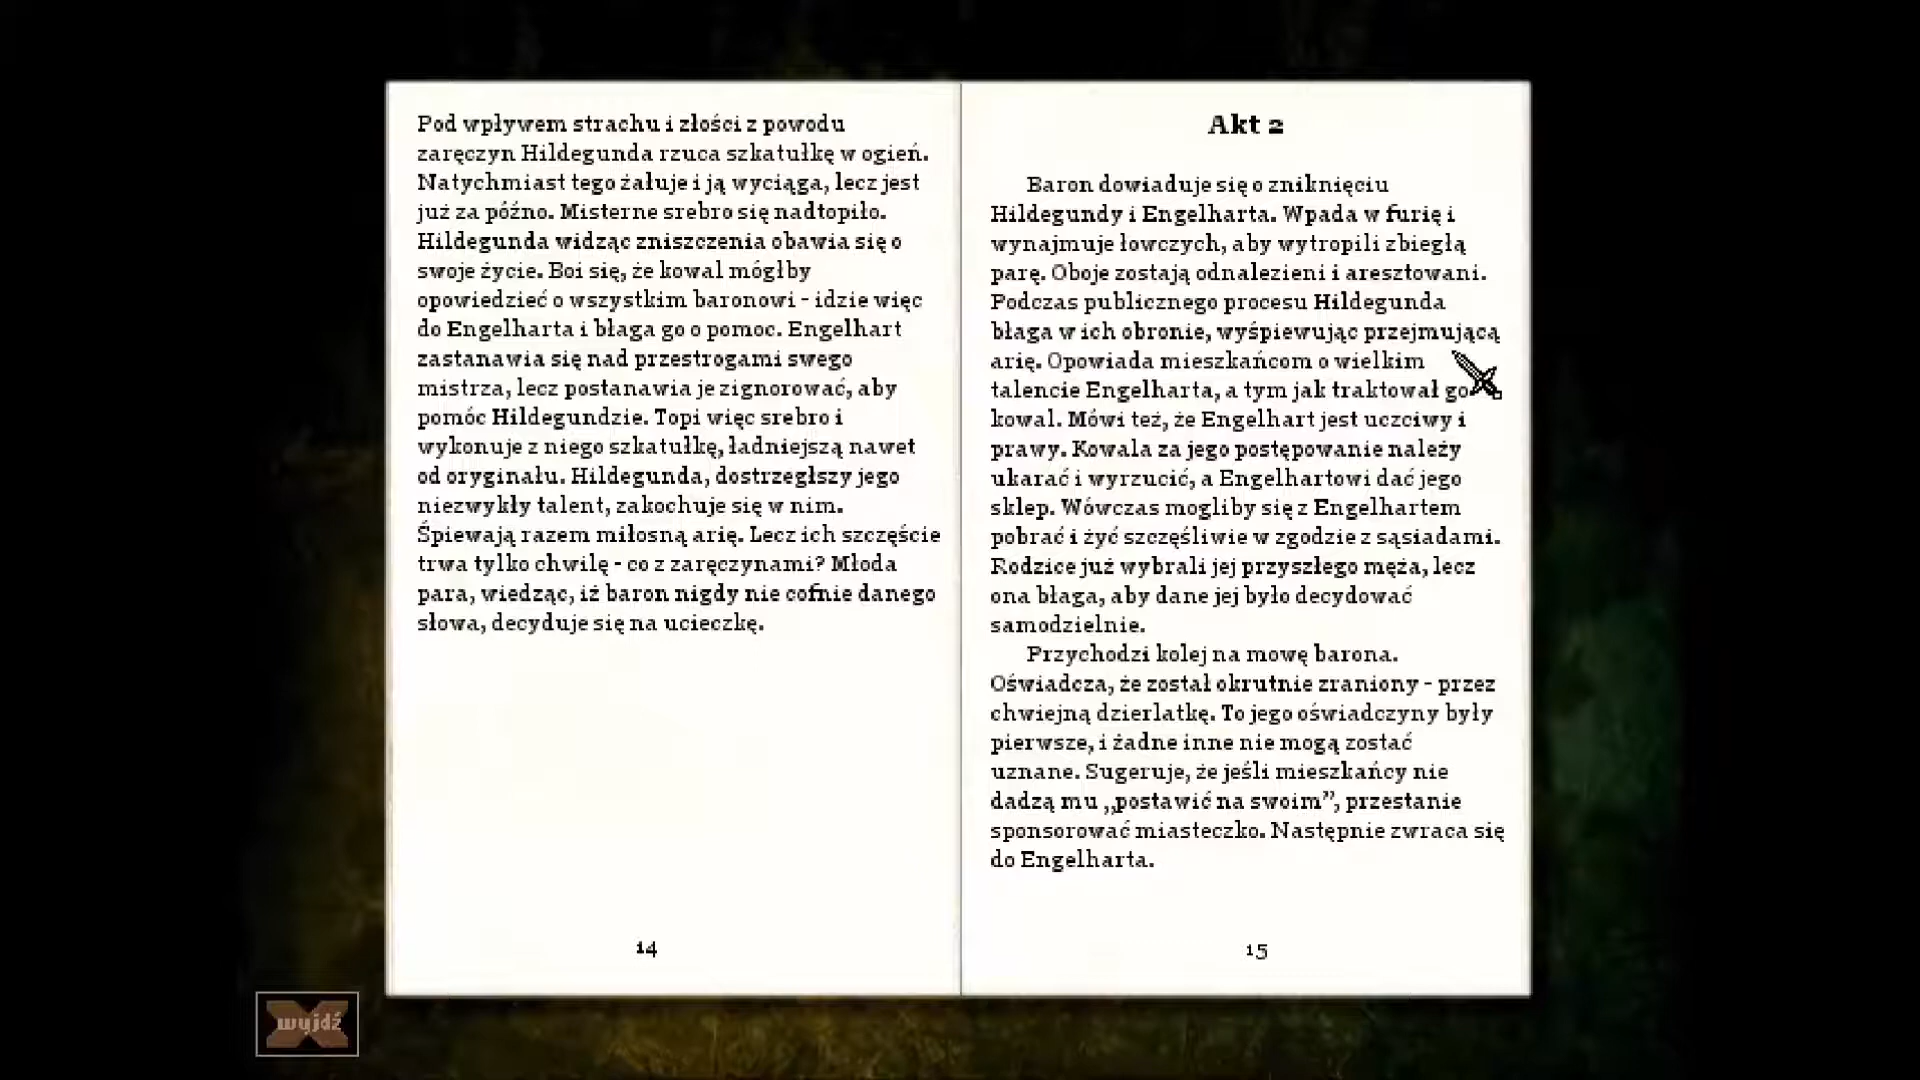 Pod wpływem strachu i złości z powodu
zaręczyn Hildegunda rzuca szkatułkę w ogień.
Natychmiast tego żałuje i ją wyciąga, lecz jest
już za późno. Misterne srebro się nadtopiło.
Hildegunda widząc zniszczenia obawia się o
swoje życie. Boi się, że kowal mógłby
opowiedzieć o wszystkim baronowi - idzie więc
do Engelharta i błaga go o pomoc. Engelhart
zastanawia się nad przestrogami swego
mistrza, lecz postanawia je zignorować, aby
pomóc Hildegundzie. Topi więc srebro i
wykonuje z niego szkatułkę, ładniejszą nawet
od oryginału. Hildegunda, dostrzegłszy jego
niezwykły talent, zakochuje się w nim.
Śpiewają razem miłosną arię. Lecz ich szczęście
trwa tylko chwilę - co z zaręczynami? Młoda
para, wiedząc, iż baron nigdy nie cofnie danego
słowa, decyduje się na ucieczkę.
14
Akt 2
Baron dowiaduje się o zniknięciu
Hildegundy i Engelharta. Wpada w furię i
wynajmuje łowczych, aby wytropili zbiegłą
parę. Oboje zostają odnalezieni i aresztowani.
Podczas publicznego procesu Hildegunda
błaga w ich obronie, wyśpiewując przejmującą
arię. Opowiada mieszkańcom o wielkim
talencie Engelharta, a tym jak traktował go
kowal. Mówi też, że Engelhart jest uczciwy i
prawy. Kowala za jego postępowanie należy
ukarać i wyrzucić, a Engelhartowi dać jego
sklep. Wówczas mogliby się z Engelhartem
pobrać i żyć szczęśliwie w zgodzie z sąsiadami.
Rodzice już wybrali jej przyszłego męża, lecz
ona błaga, aby dane jej było decydować
samodzielnie.
Przychodzi kolej na mowę barona.
Oświadcza, że został okrutnie zraniony - przez
chwiejną dzierlatkę. To jego oświadczyny były
pierwsze, i żadne inne nie mogą zostać
uznane. Sugeruje, że jeśli mieszkańcy nie
dadzą mu „postawić na swoim”, przestanie
sponsorować miasteczko. Następnie zwraca się
do Engelharta.
15
wyjdź